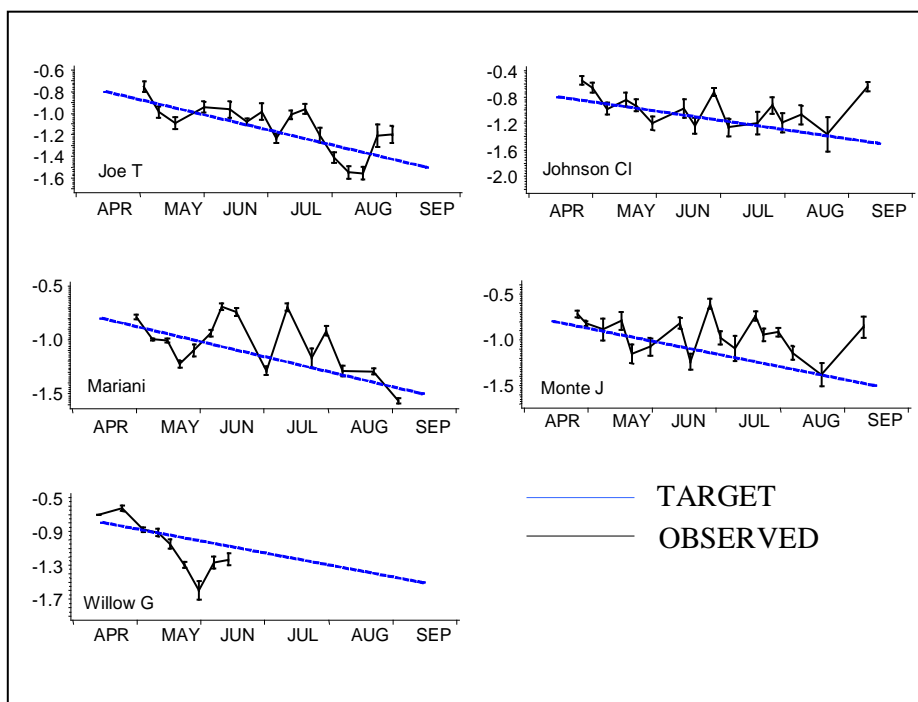 -0.6
-0.8
-1.0
-1.2
-1.4
-1.6
Joe T
APR MAY JUN JUL AUG SEP
-0.4
-0.8
-1.2
-1.6
-2.0
Johnson Cl
APR MAY JUN JUL AUG SEP
-0.5
-1.0
-1.5
Mariani
APR MAY JUN JUL AUG SEP
-0.5
-1.0
-1.5
Monte J
APR MAY JUN JUL AUG SEP
-0.5
-0.9
-1.3
-1.7
Willow G
APR MAY JUN JUL AUG SEP
TARGET
OBSERVED